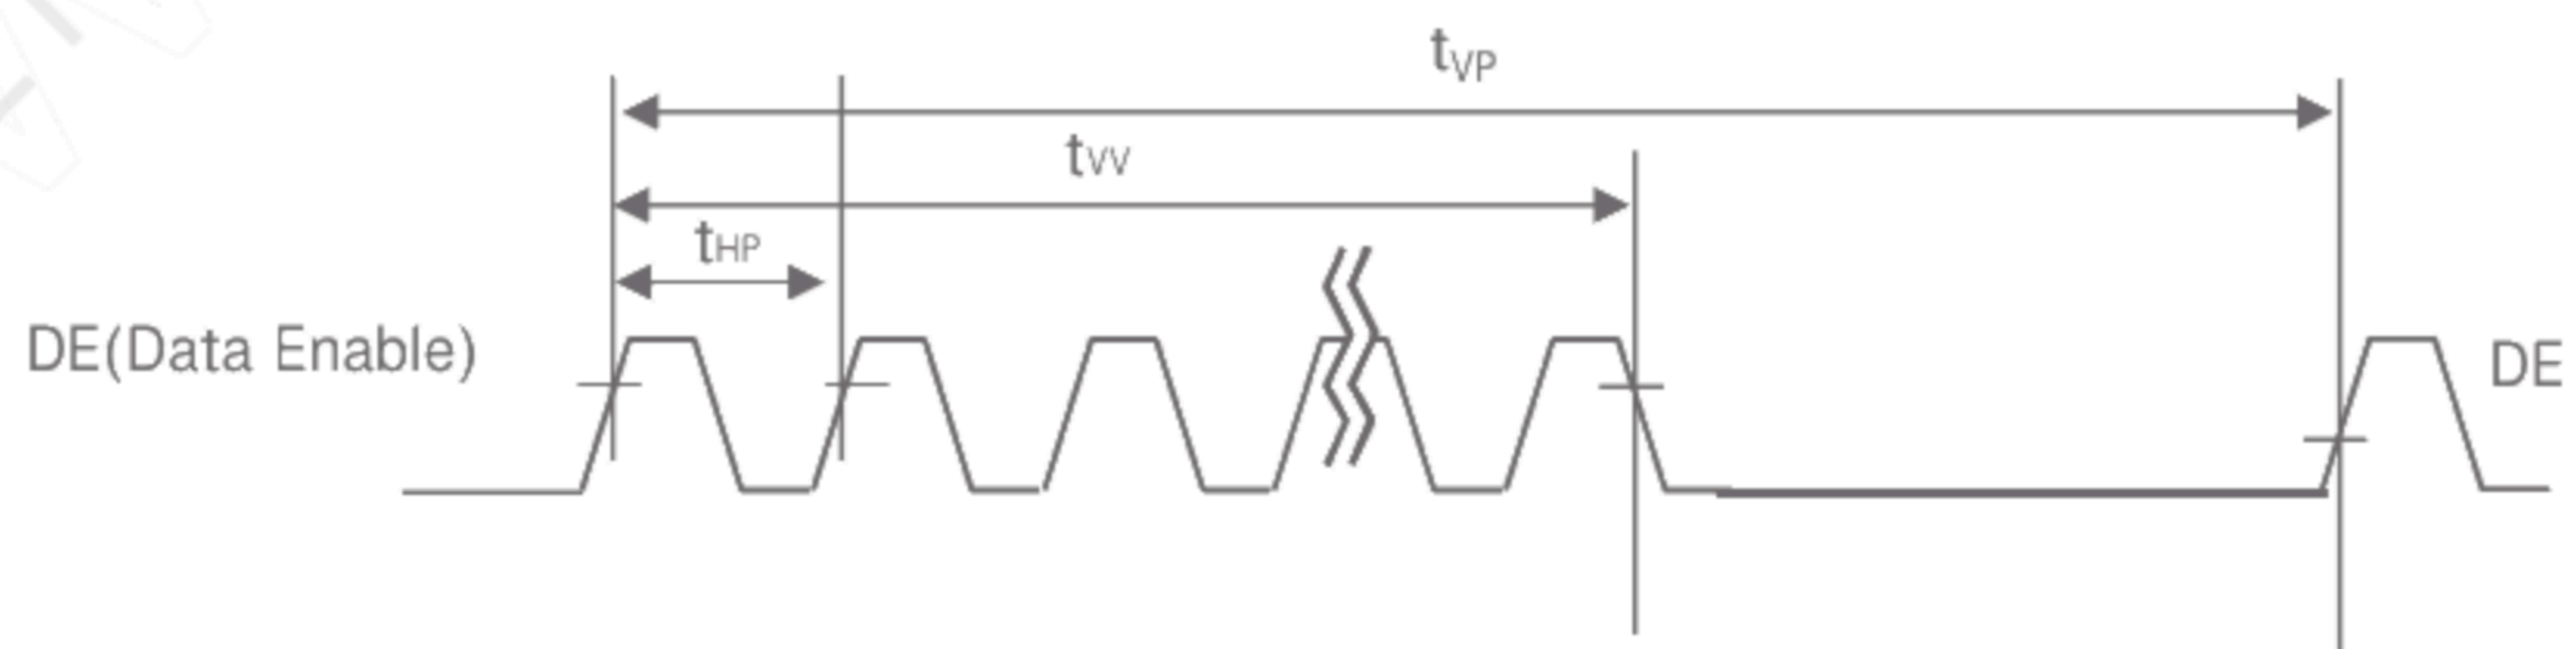 tVP
tVV
tHP
DE(Data Enable)
DE